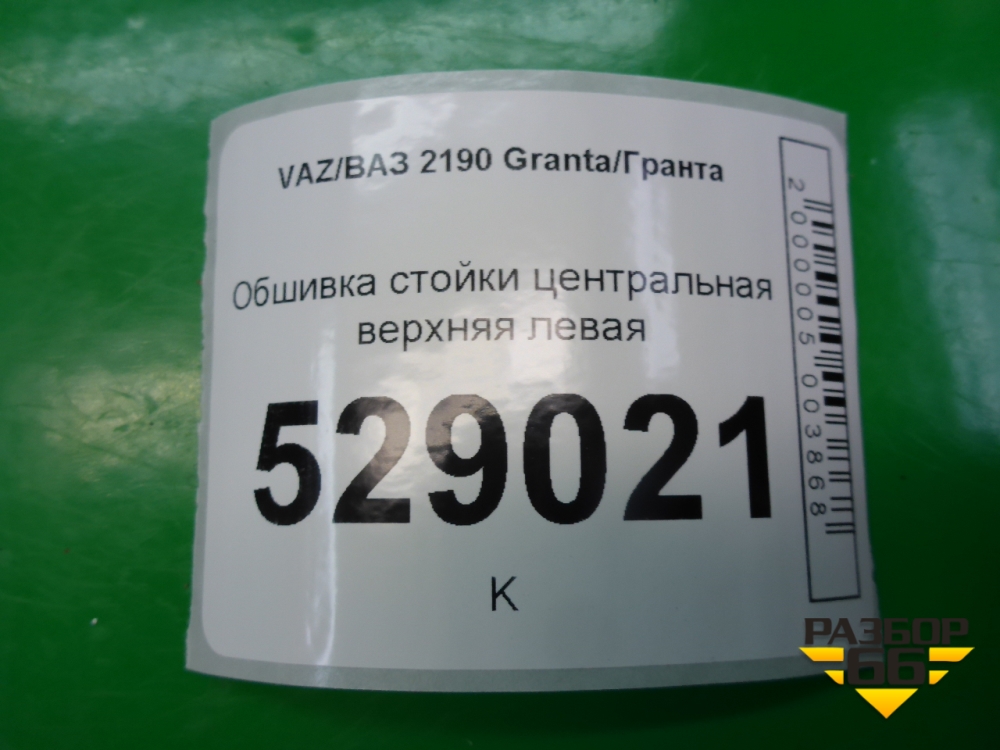 VAZ/ВАЗ 2190 Granta/Гранта
Обшивка стойки центральная
верхняя левая
529021
К
2000005003868
РАЗБОР
66